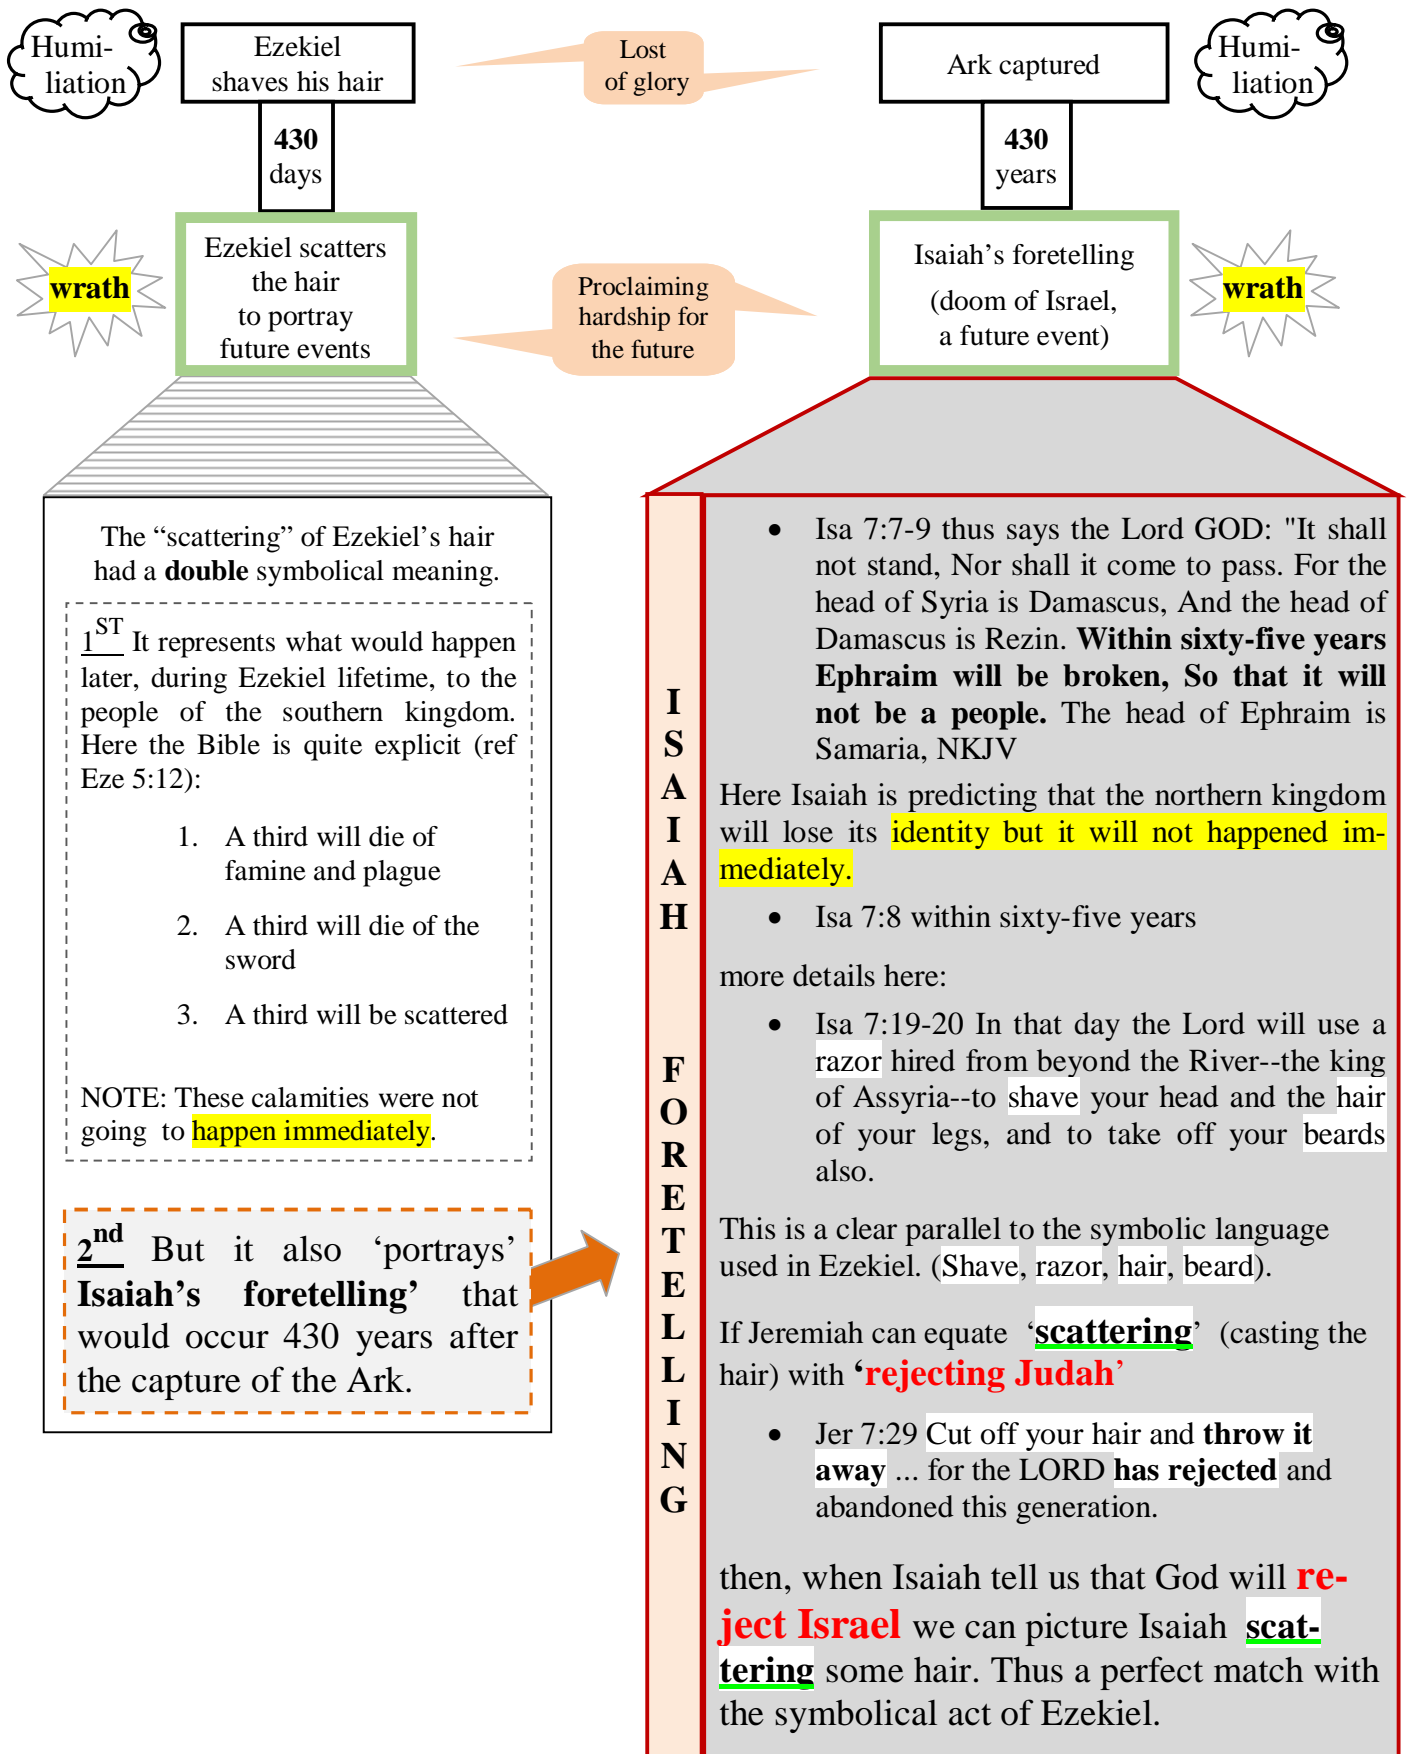 Humi-
liation
Ezekiel
shaves his hair
Lost
of glory
Ark captured
Humi-
liation
430
days
430
years
wrath
Ezekiel scatters
the hair
to portray
future events
Proclaiming
hardship for
the future
Isaiah’s foretelling
(doom of Israel,
a future event)
wrath
The “scattering” of Ezekiel’s hair
had a double symbolical meaning.
1ST It represents what would happen
later, during Ezekiel lifetime, to the
people of the southern kingdom.
Here the Bible is quite explicit (ref
Eze 5:12):
1. A third will die of
famine and plague
2. A third will die of the
sword
3. A third will be scattered
NOTE: These calamities were not
going to happen immediately.
2nd But it also ‘portrays’
Isaiah’s foretelling’ that
would occur 430 years after
the capture of the Ark.
I
S
A
I
A
H
F
O
R
E
T
E
L
L
I
N
G
• Isa 7:7-9 thus says the Lord GOD: "It shall
not stand, Nor shall it come to pass. For the
head of Syria is Damascus, And the head of
Damascus is Rezin. Within sixty-five years
Ephraim will be broken, So that it will
not be a people. The head of Ephraim is
Samaria, NKJV
Here Isaiah is predicting that the northern kingdom
will lose its identity but it will not happened im-
mediately.
• Isa 7:8 within sixty-five years
more details here:
• Isa 7:19-20 In that day the Lord will use a
razor hired from beyond the River--the king
of Assyria--to shave your head and the hair
of your legs, and to take off your beards
also.
This is a clear parallel to the symbolic language
used in Ezekiel. (Shave, razor, hair, beard).
If Jeremiah can equate ‘scattering’ (casting the
hair) with ‘rejecting Judah’
• Jer 7:29 Cut off your hair and throw it
away ... for the LORD has rejected and
abandoned this generation.
then, when Isaiah tell us that God will re-
ject Israel we can picture Isaiah scat-
tering some hair. Thus a perfect match with
the symbolical act of Ezekiel.